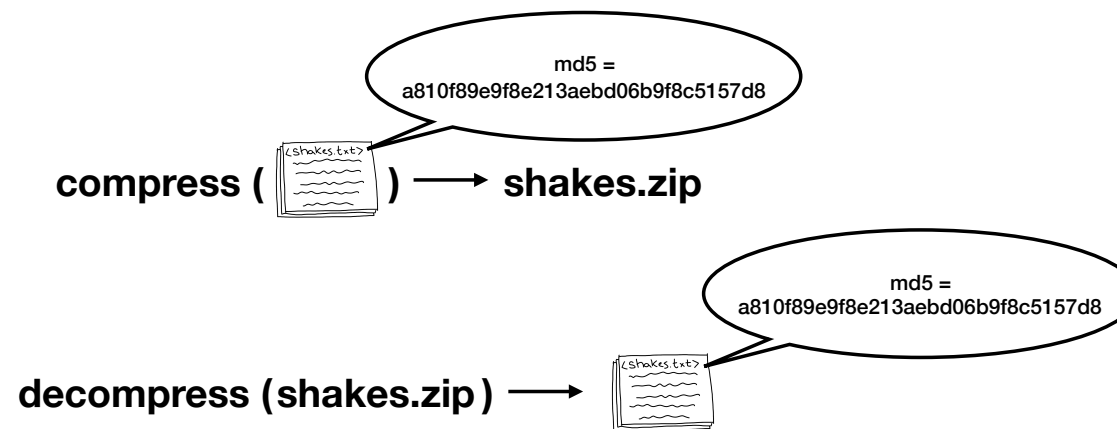 md5 =
a810f89e9f8e213aebd06b9f8c5157d8
<shakes.txt>
compress ( ) → shakes.zip
md5 =
a810f89e9f8e213aebd06b9f8c5157d8
<shakes.txt>
decompress (shakes.zip) →